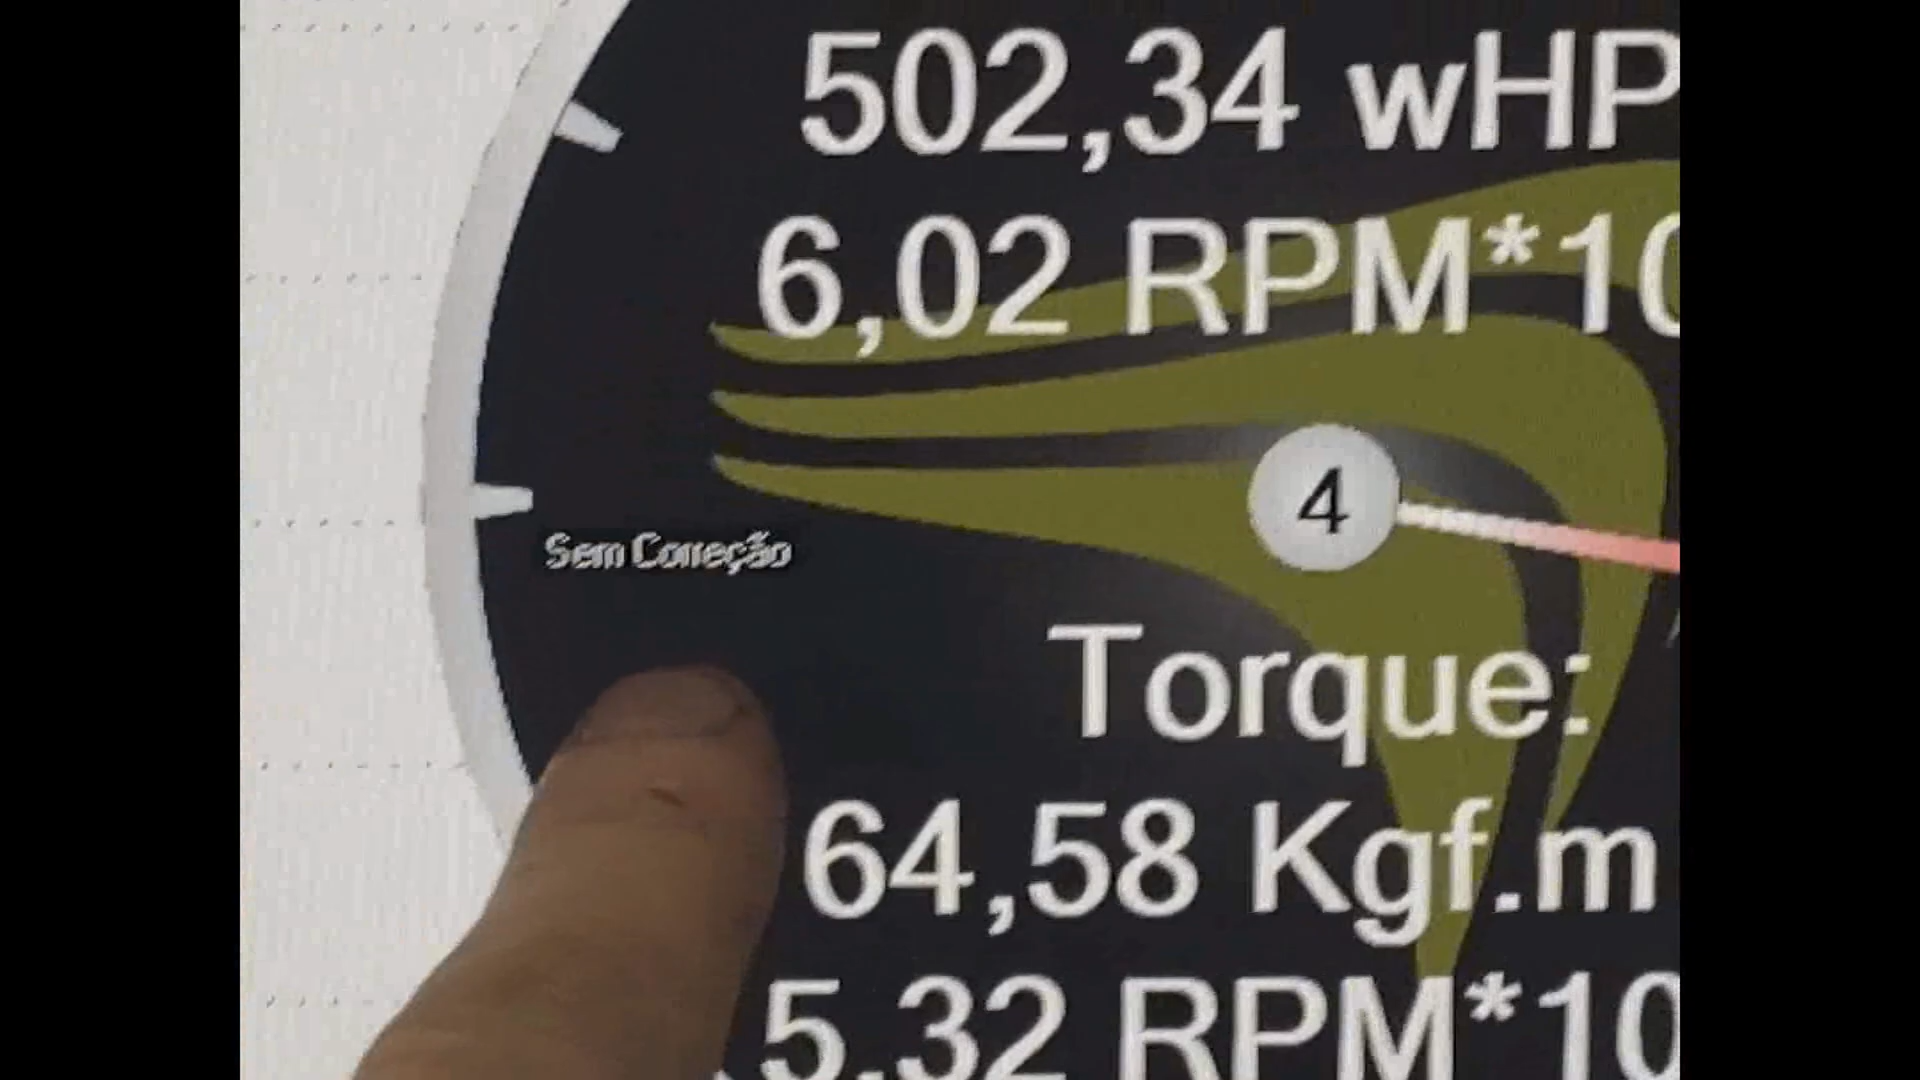 502,34 wHP
6,02 RPM*10
4
Sem Correção
Torque:
64,58 Kgf.m
5,32 RPM*10